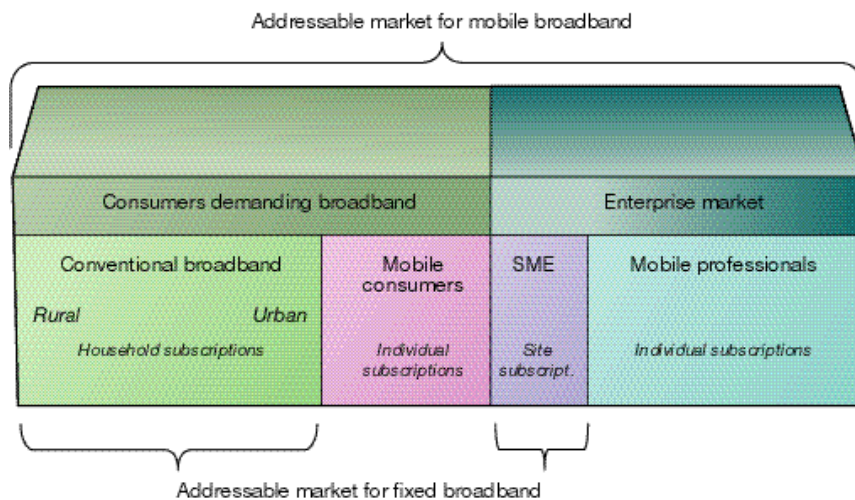 Addressable market for mobile broadband
Consumers demanding broadband
Enterprise market
Conventional broadband
Rural
Urban
Household subscriptions
Mobile
consumers
Individual
subscriptions
SME
Site
subscript.
Mobile professionals
Individual subscriptions
Addressable market for fixed broadband